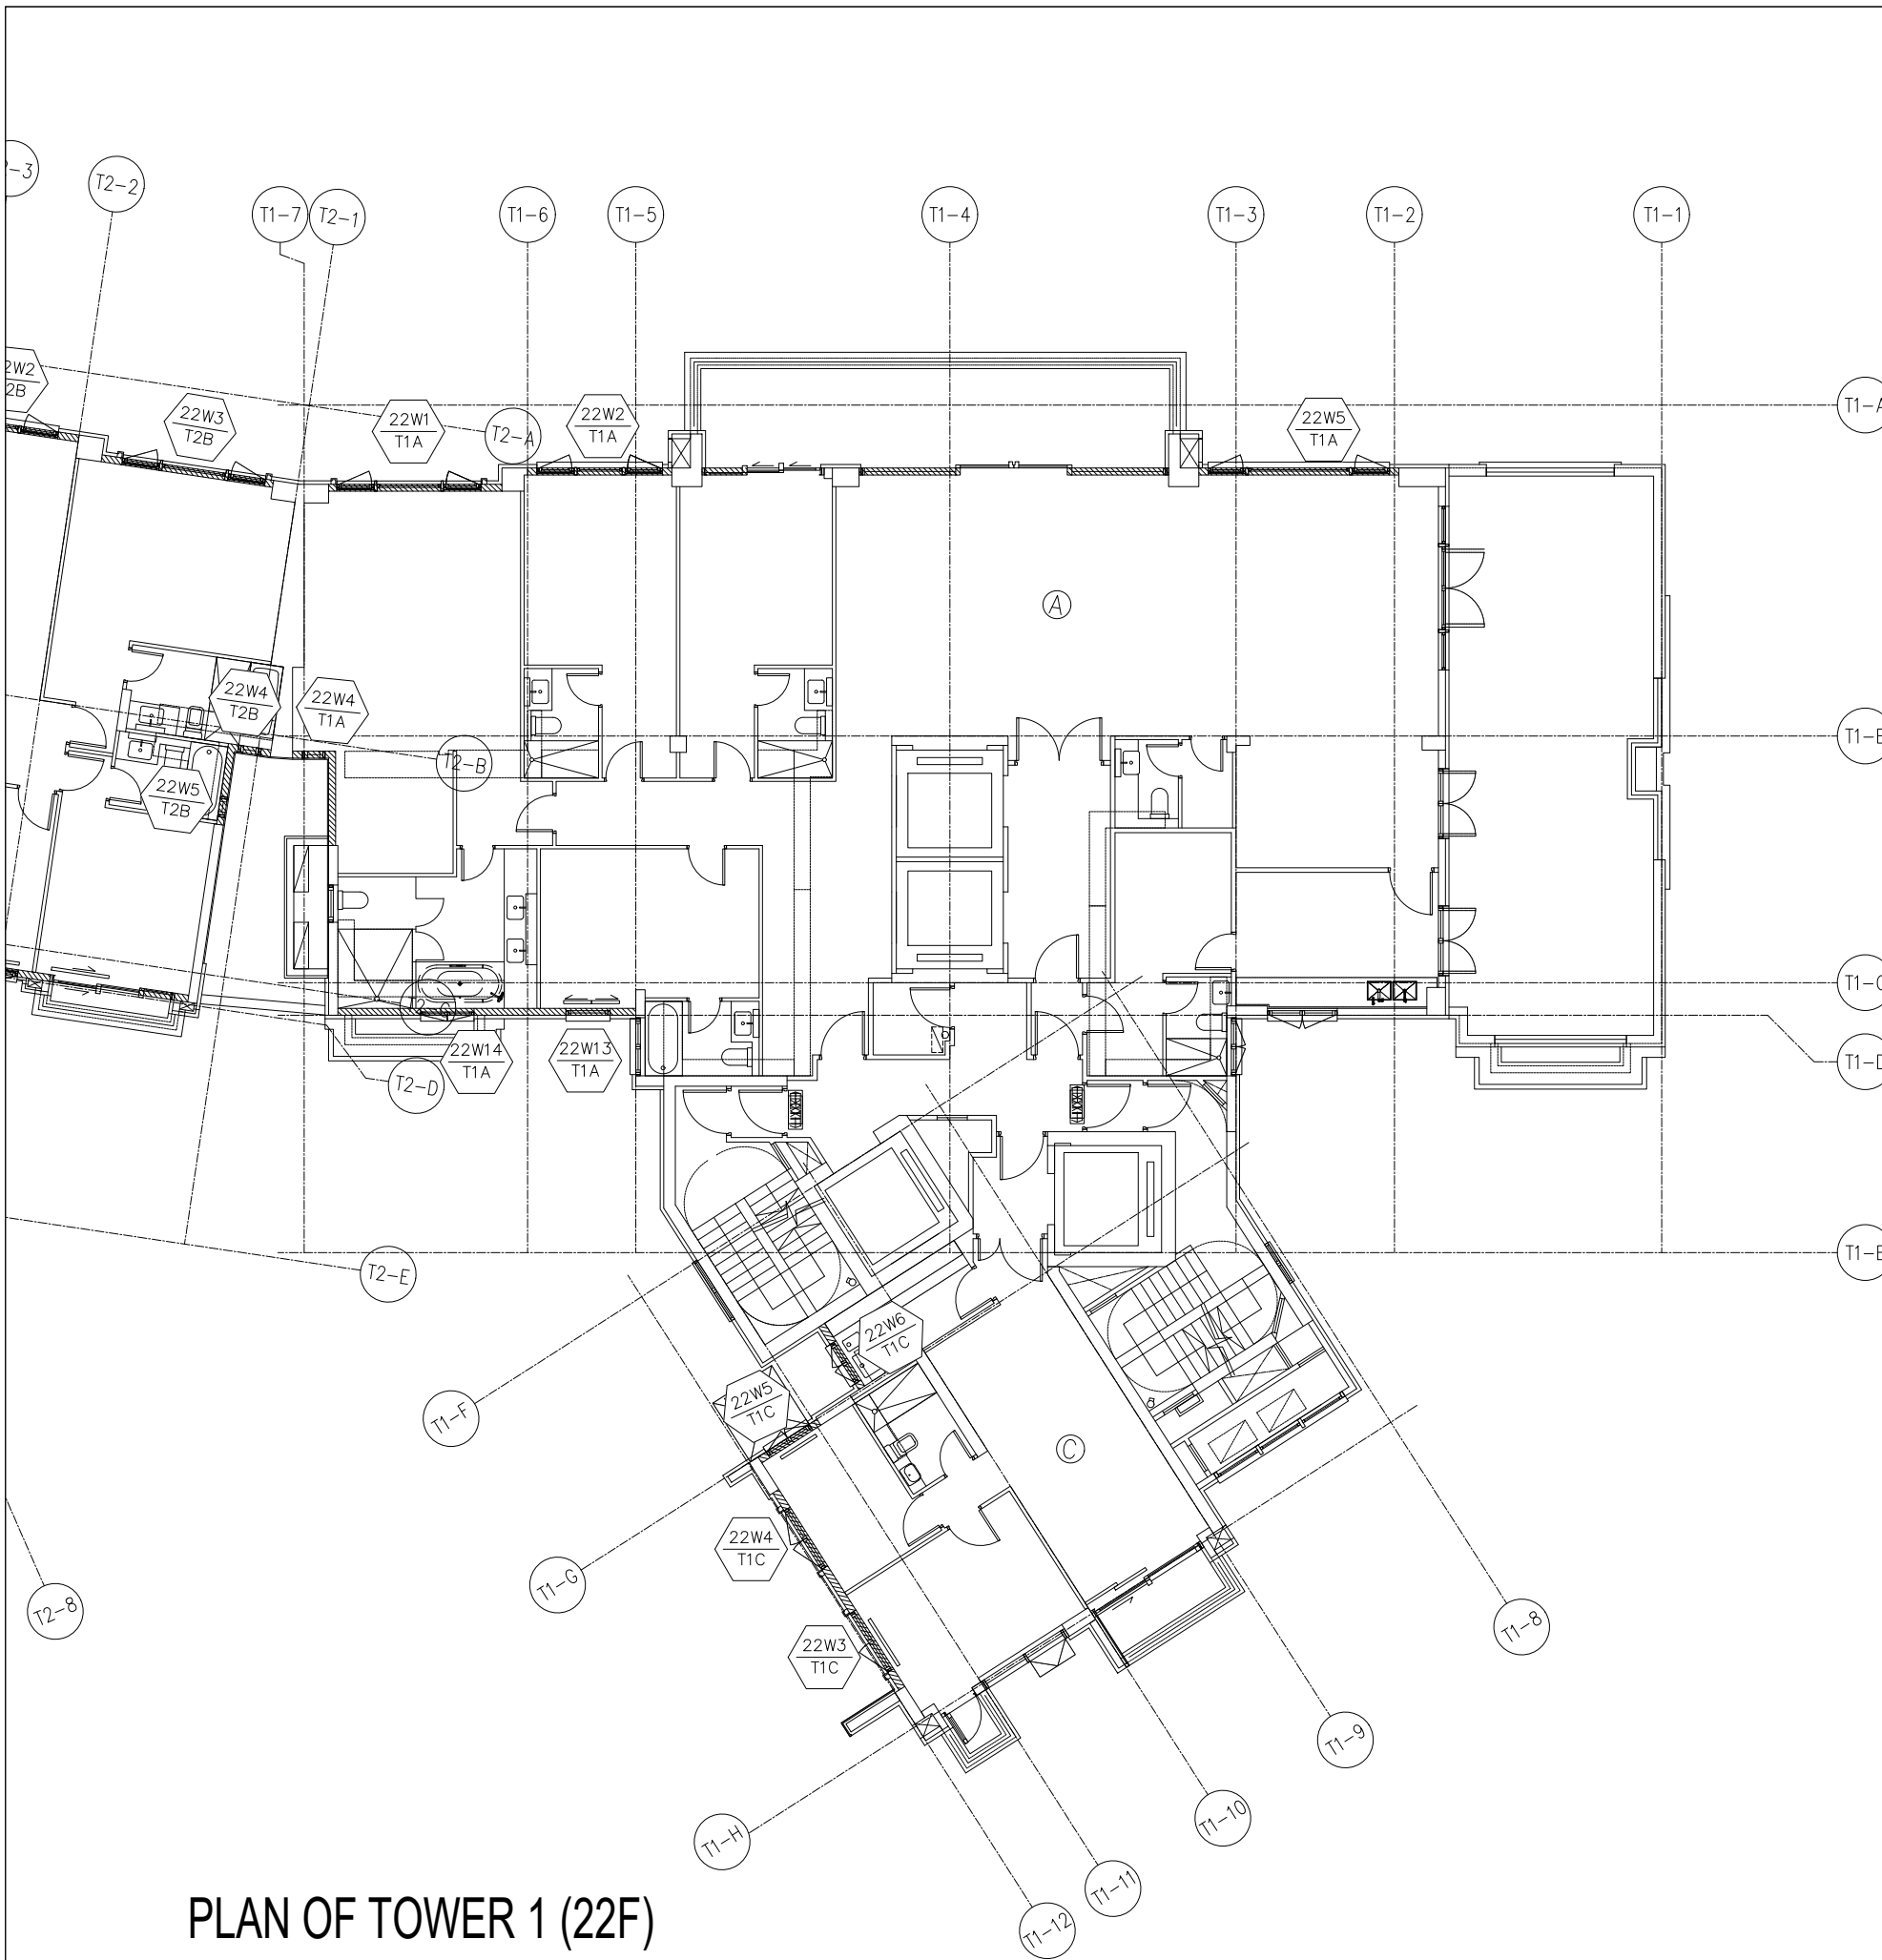 T2-2
T1-7
T2-1
T1-6
T1-5
T1-4
T1-3
T1-2
T1-1
22W3
T2B
22W1
T1A
T2-A
22W2
T1A
22W5
T1A
A
22W4
T2B
22W4
T1A
T2-B
22W5
T2B
22W14
T1A
22W13
T1A
T2-D
T2-E
22W6
T1C
22W5
T1C
T1-F
C
22W4
T1C
T1-G
T2-8
22W3
T1C
T1-8
T1-9
T1-H
T1-10
T1-11
T1-12
PLAN OF TOWER 1 (22F)